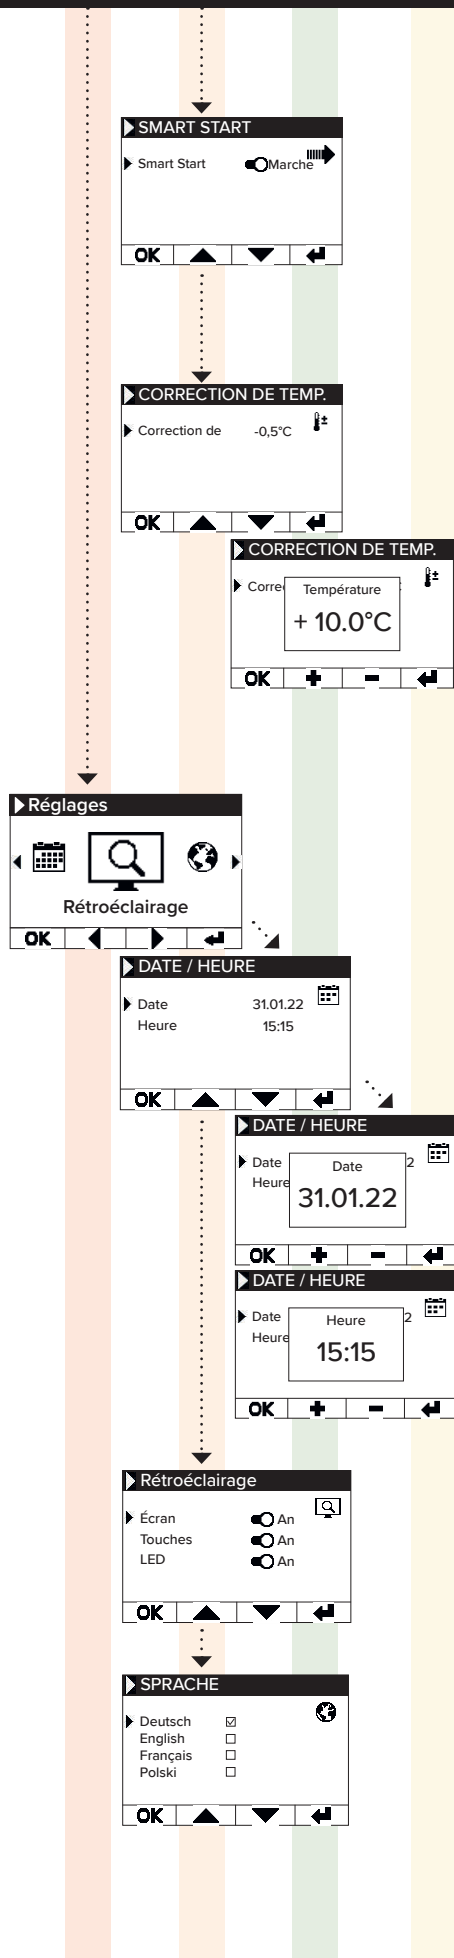 SMART START
Smart Start Marche
OK
CORRECTION DE TEMP.
Correction de -0,5°C
OK
CORRECTION DE TEMP.
Corre
Température
+ 10.0°C
OK + -
Réglages
Rétroéclairage
OK
DATE / HEURE
Date 31.01.22
Heure 15:15
OK
DATE / HEURE
Date 2
Heure
Date
31.01.22
OK + -
DATE / HEURE
Date 2
Heure
Heure
15:15
OK + -
Rétroéclairage
Écran An
Touches An
LED An
OK
SPRACHE
Deutsch
English
Français
Polski
OK